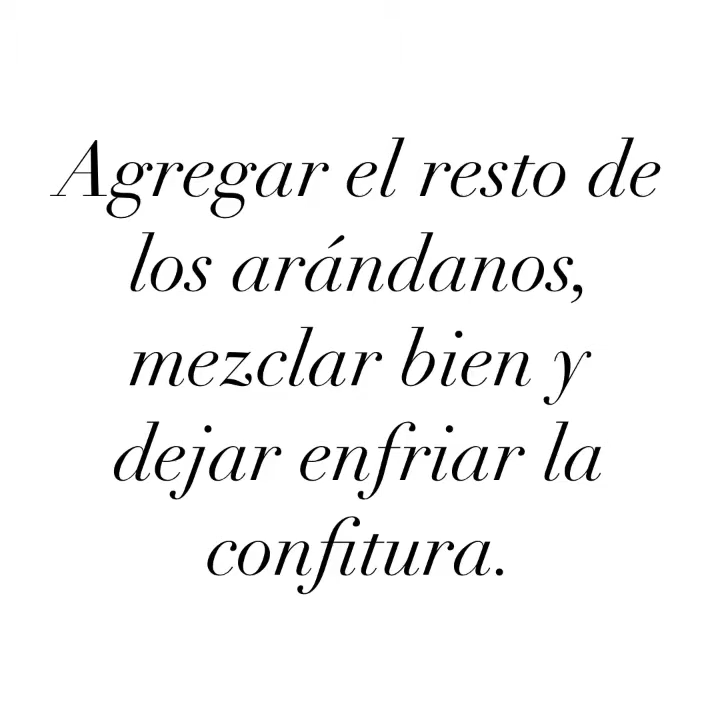 Agregar el resto de
los arándanos,
mezclar bien y
dejar enfriar la
confitura.